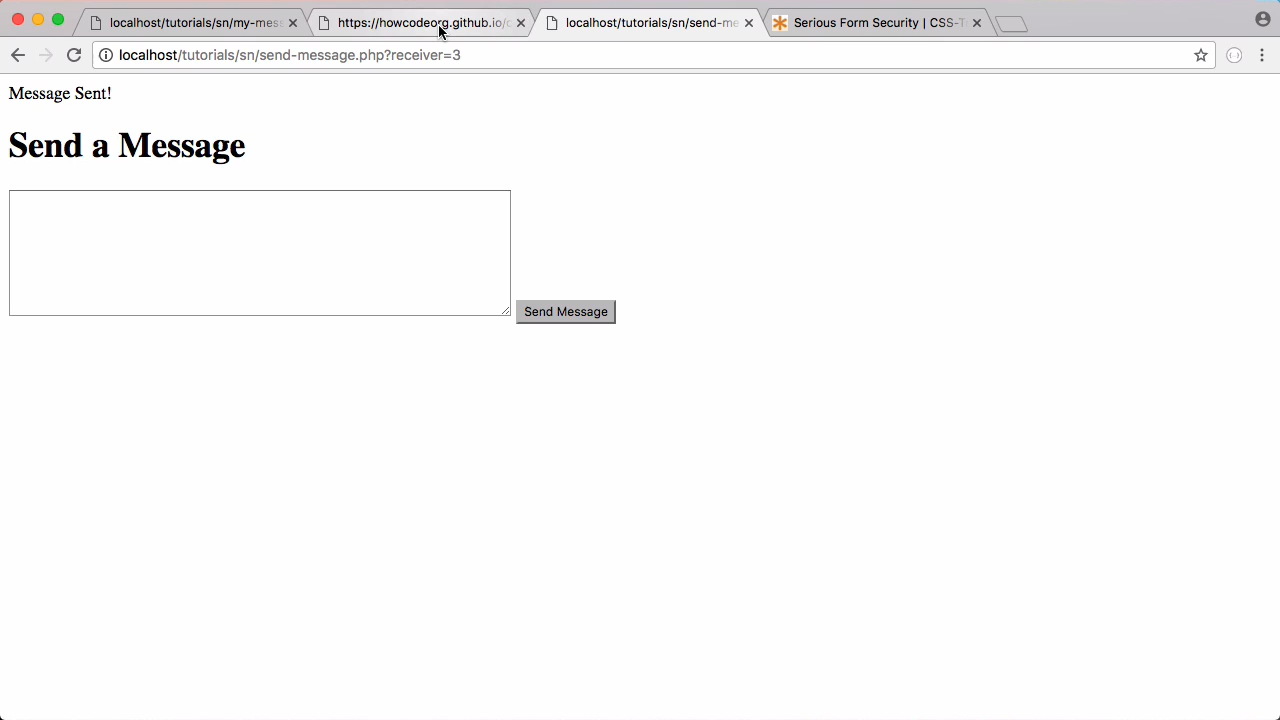 localhost/tutorials/sn/my-mes
https://howcodeorg.github.io/c
localhost/tutorials/sn/send-me
Serious Form Security | CSS-T
localhost/tutorials/sn/send-message.php?receiver=3
Message Sent!
Send a Message
Send Message